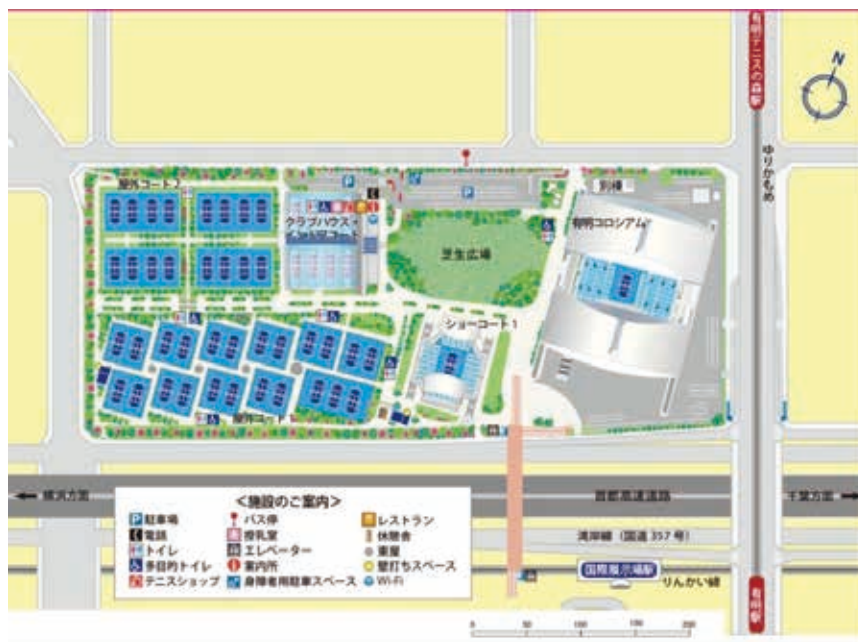 有明テニスの森駅
N
ゆりかもめ
屋外コート2
P
P
別棟
クラブハウス・
インドアコート
有明コロシアム
芝生広場
ショーコート1
屋外コート1
横浜方面
首都高速道路
千葉方面
<施設のご案内>
P 駐車場
バス停
レストラン
電話
授乳室
休憩舎
トイレ
エレベーター
東屋
多目的トイレ
案内所
壁打ちスペース
テニスショップ
身障者用駐車スペース
Wi-Fi
湾岸線（国道357号）
国際展示場駅
りんかい線
有明駅
0 50 100 150 200